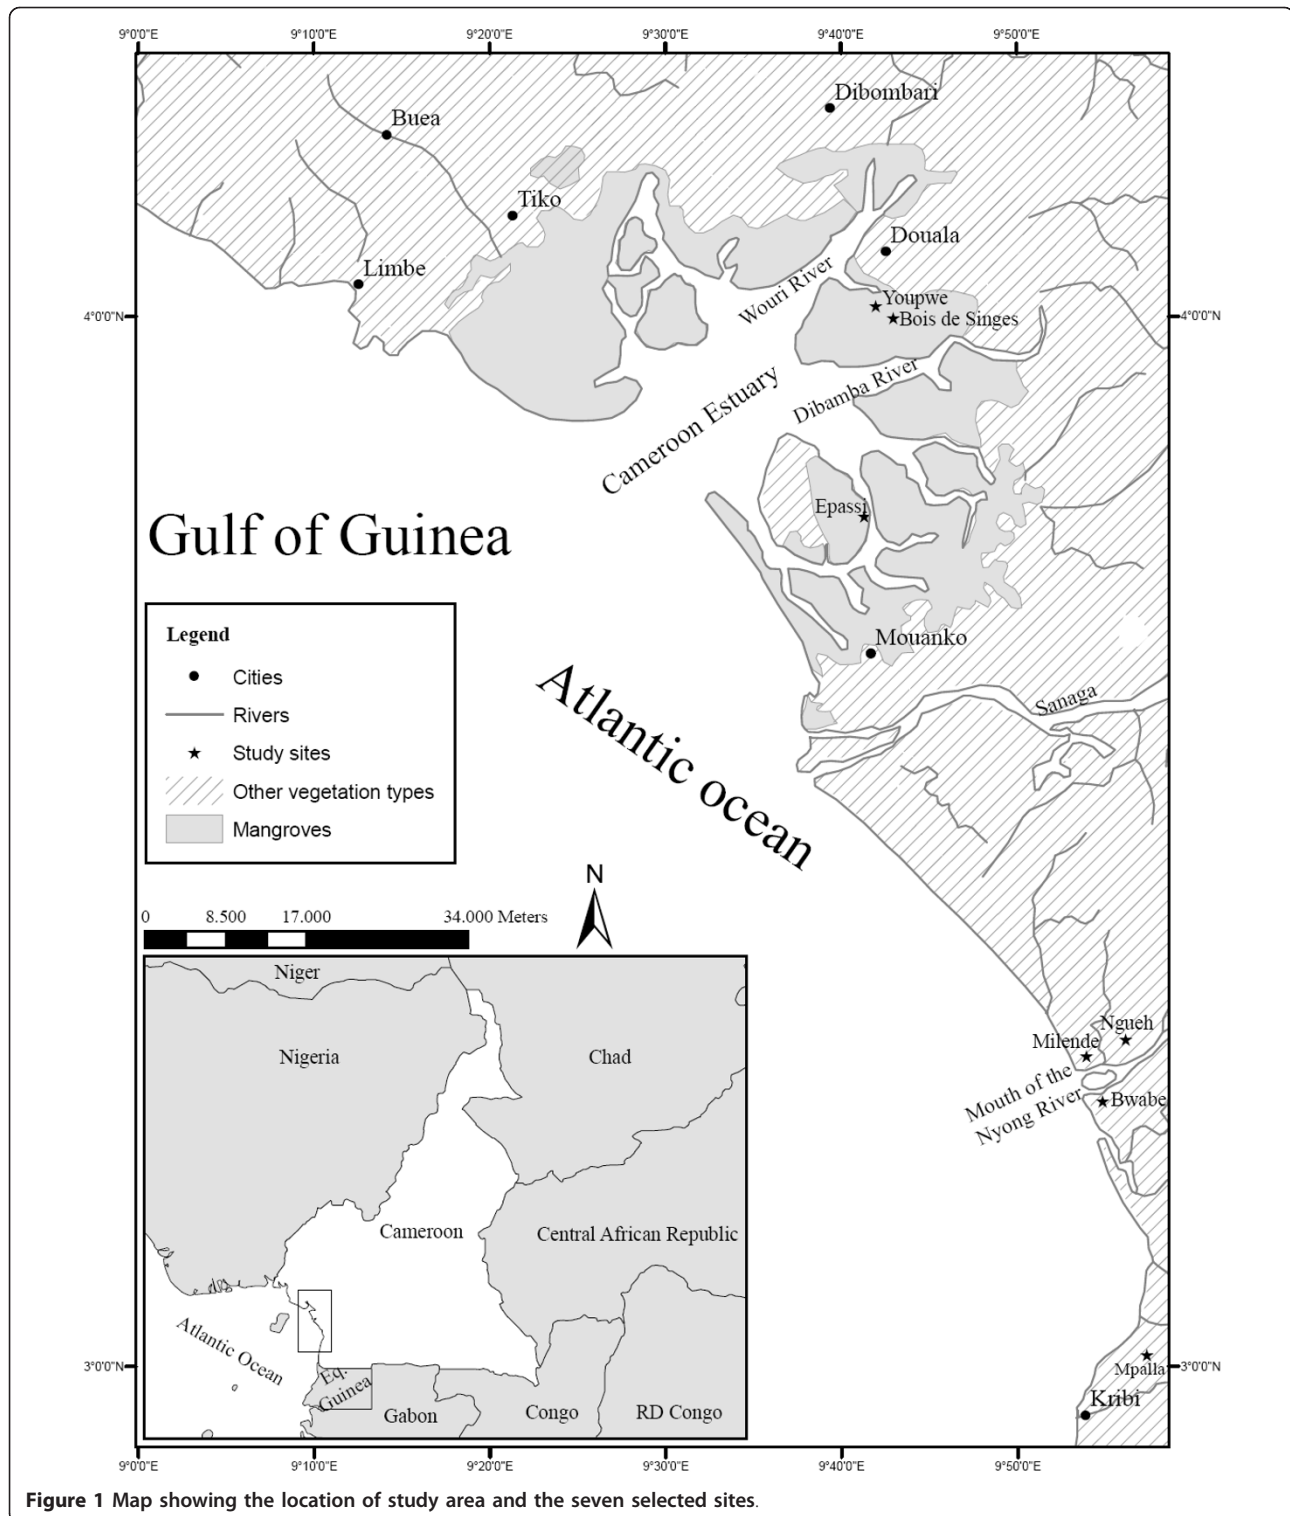 9°0'0"E
9°10'0"E
9°20'0"E
9°30'0"E
9°40'0"E
9°50'0"E
Dibombari
Buea
Tiko
Douala
Limbe
Wouri River
Youpwe
Bois de Singes
4°0'0"N
4°0'0"N
Dibamba River
Cameroon Estuary
Epassi
Gulf of Guinea
Mouanko
Atlantic ocean
Sanaga
Legend
Cities
Rivers
Study sites
Other vegetation types
Mangroves
N
0 8.500 17.000 34.000 Meters
Niger
Nigeria
Chad
Cameroon
Central African Republic
Atlantic Ocean
Eq.
Guinea
Gabon
Congo
RD Congo
Ngueh
Milende
Mouth of the
Nyong River
Bwabe
Mpalla
Kribi
3°0'0"N
3°0'0"N
9°0'0"E
9°10'0"E
9°20'0"E
9°30'0"E
9°40'0"E
9°50'0"E
Figure 1 Map showing the location of study area and the seven selected sites.